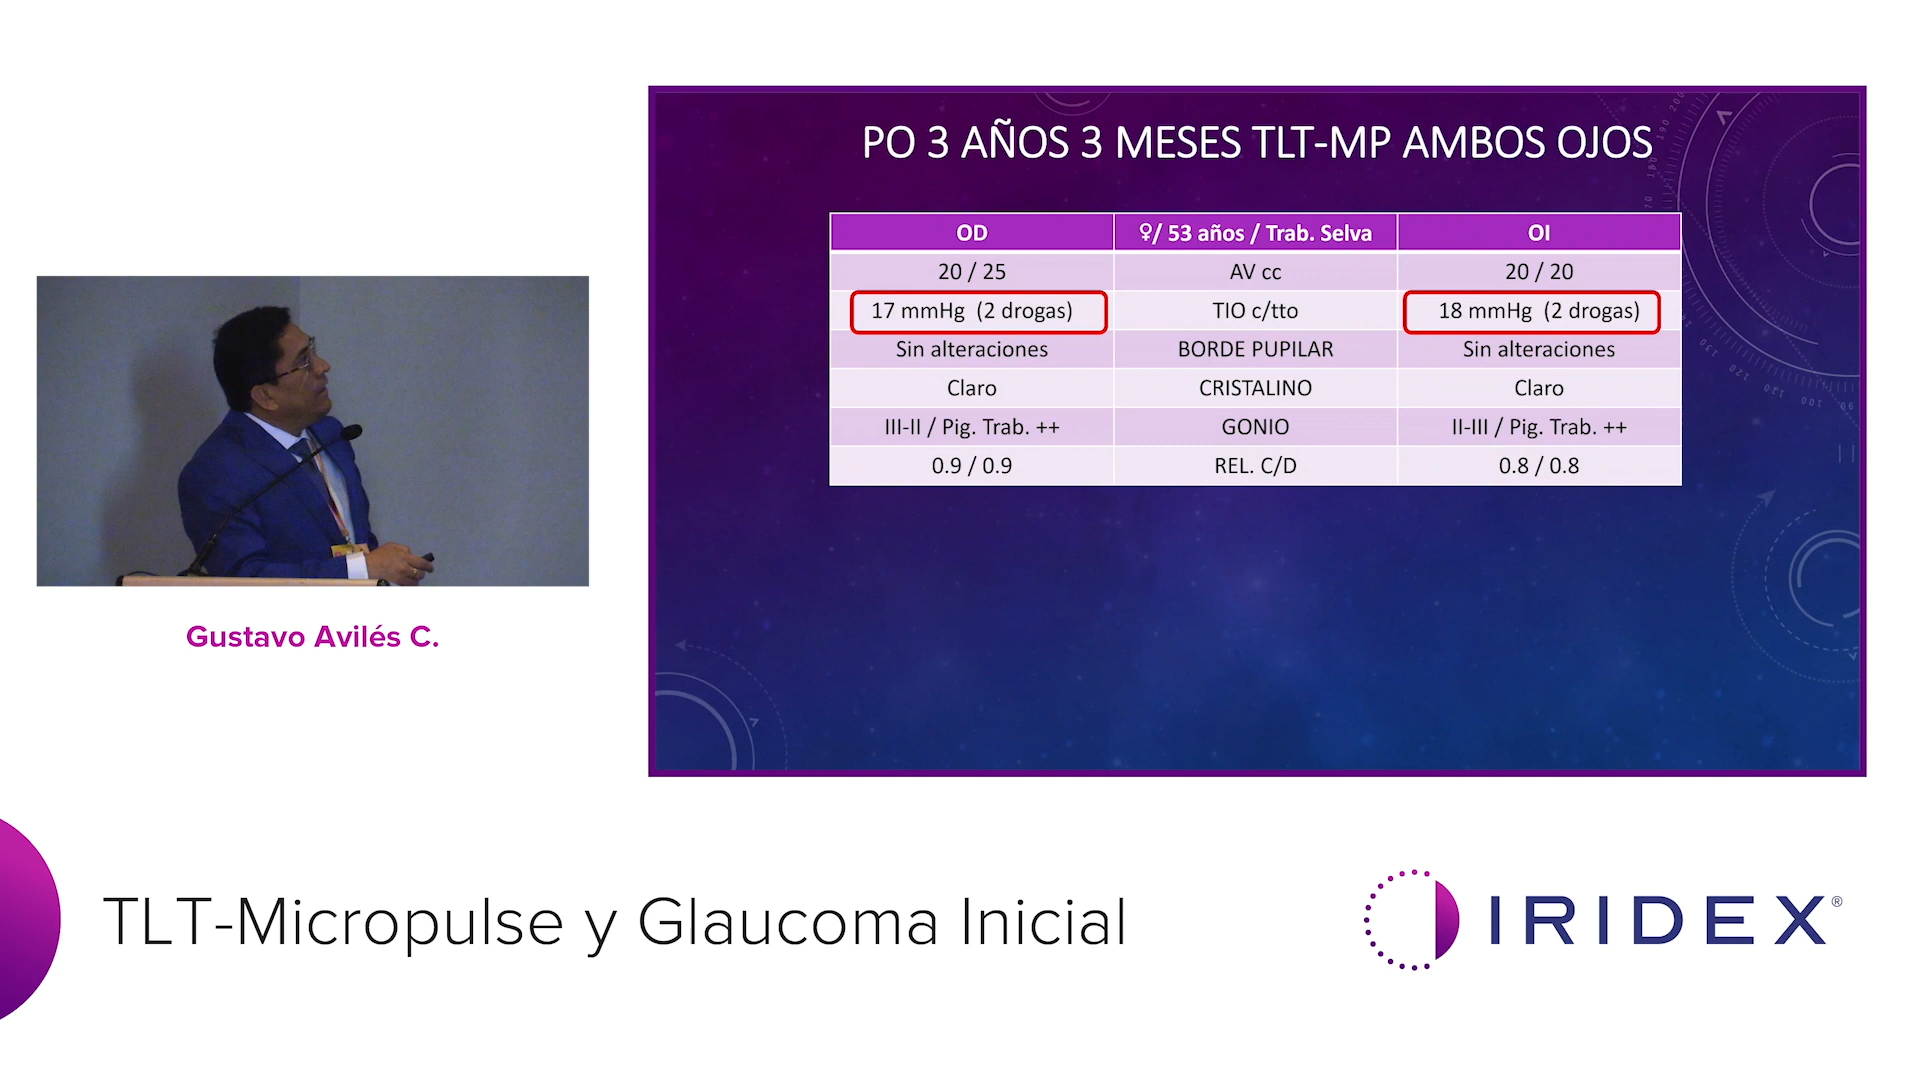 PO 3 AÑOS 3 MESES TLT-MP AMBOS OJOS
OD ♀/ 53 años / Trab. Selva OI
20 / 25 AV cc 20 / 20
17 mmHg (2 drogas) TIO c/tto 18 mmHg (2 drogas)
Sin alteraciones BORDE PUPILAR Sin alteraciones
Claro CRISTALINO Claro
III-II / Pig. Trab. ++ GONIO II-III / Pig. Trab. ++
0.9 / 0.9 REL. C/D 0.8 / 0.8
Gustavo Avilés C.
TLT-Micropulse y Glaucoma Inicial
IRIDEX®